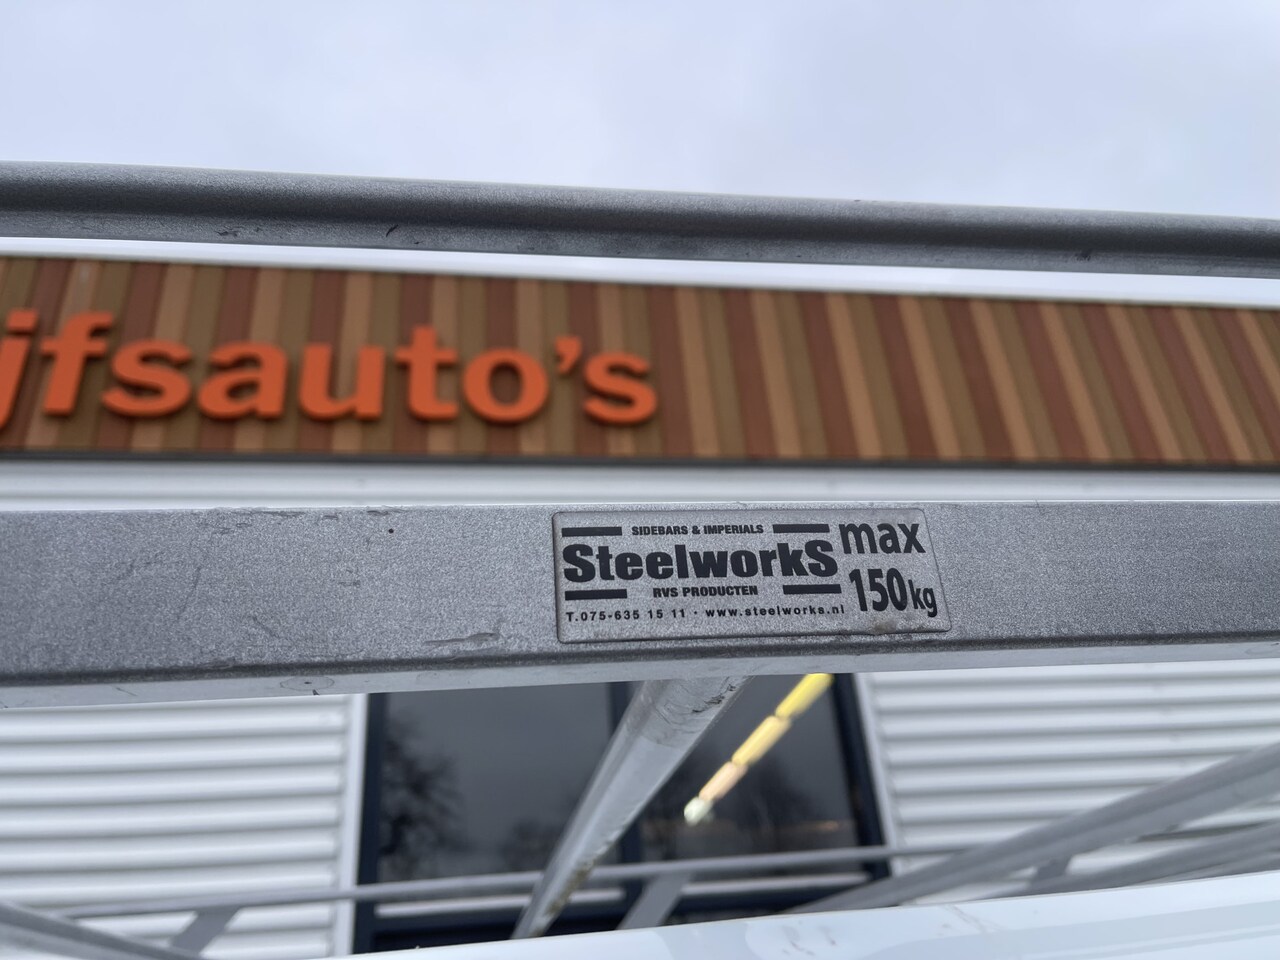 jfsauto's
SIDEBARS & IMPERIALS
SteelworkS
RVS PRODUCTEN
T.075-635 15 11 · www.steelworks.nl
max
150kg